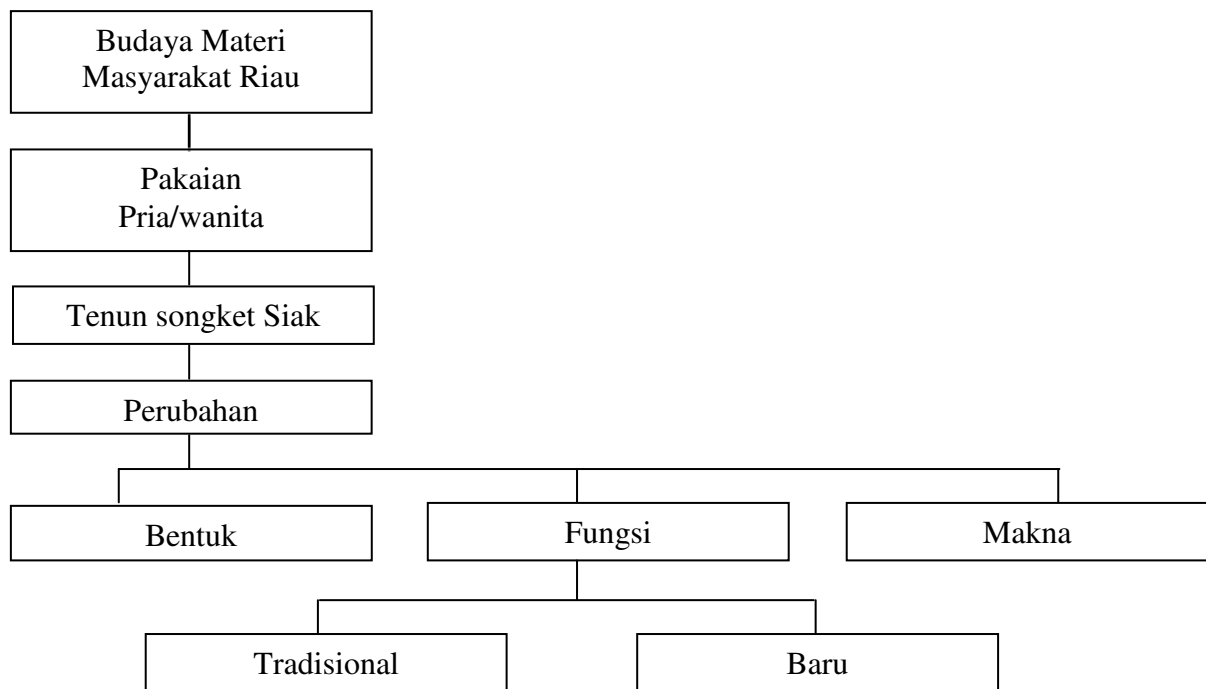 Budaya Materi
Masyarakat Riau
Pakaian
Pria/wanita
Tenun songket Siak
Perubahan
Bentuk
Fungsi
Makna
Tradisional
Baru